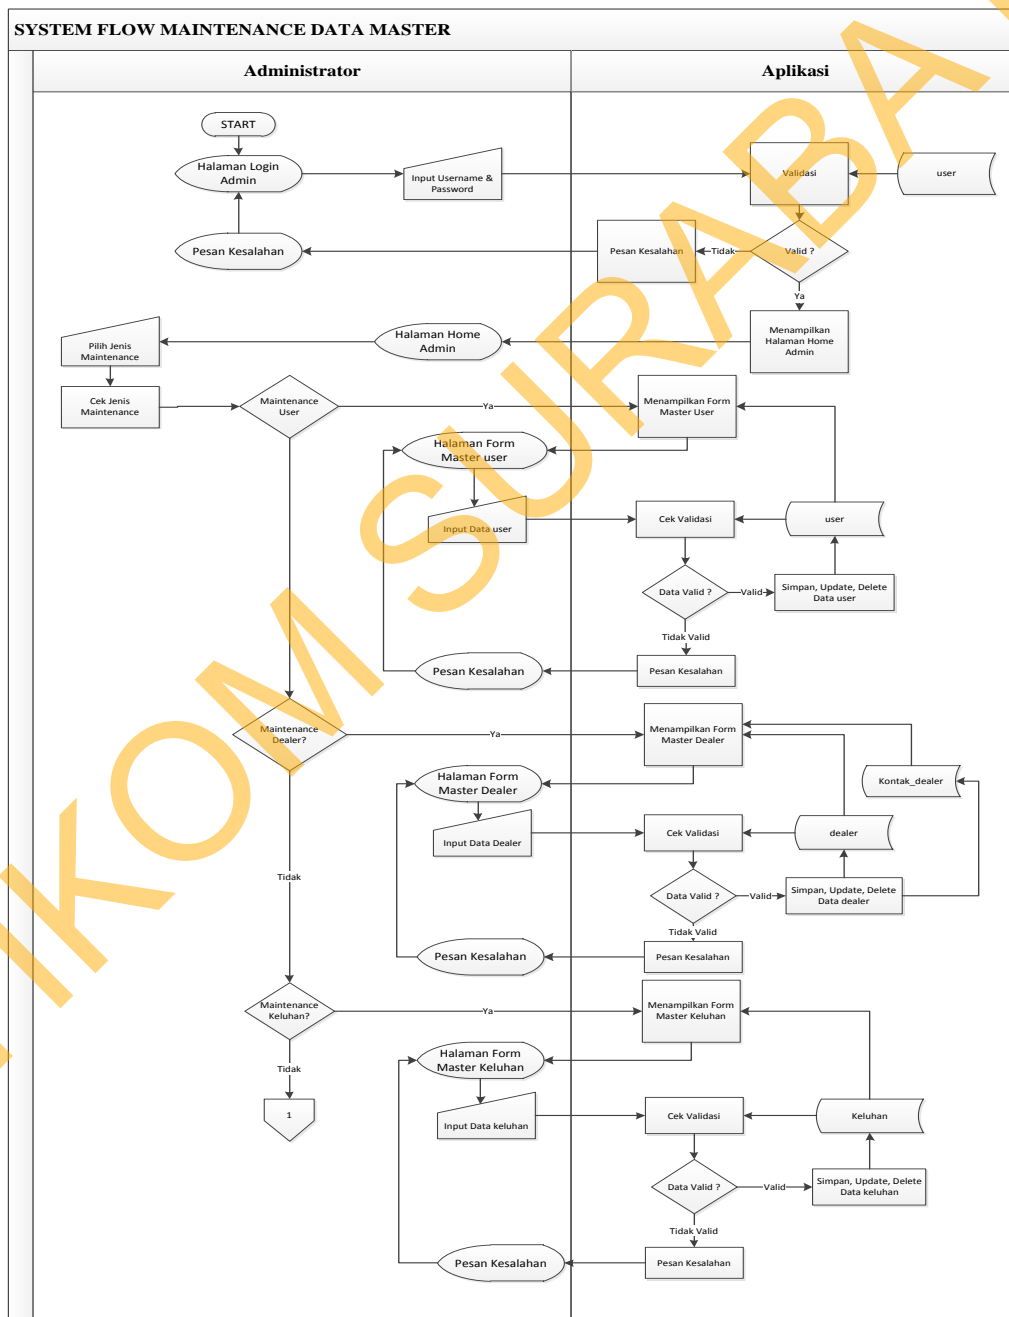 SYSTEM FLOW MAINTENANCE DATA MASTER
Administrator
Aplikasi
START
Halaman Login
Admin
Input Username &
Password
Validasi
user
Pesan Kesalahan
Pesan Kesalahan
Tidak
Valid ?
Ya
Menampilkan
Halaman Home
Admin
Halaman Home
Admin
Pilih Jenis
Maintenance
Cek Jenis
Maintenance
Maintenance
User
Ya
Menampilkan Form
Master User
Halaman Form
Master user
Input Data user
Cek Validasi
user
Data Valid ?
Valid
Simpan, Update, Delete
Data user
Tidak Valid
Pesan Kesalahan
Pesan Kesalahan
Maintenance
Dealer?
Ya
Menampilkan Form
Master Dealer
Kontak_dealer
Halaman Form
Master Dealer
Input Data Dealer
Cek Validasi
dealer
Tidak
Data Valid ?
Valid
Simpan, Update, Delete
Data dealer
Tidak Valid
Pesan Kesalahan
Pesan Kesalahan
Maintenance
Keluhan?
Ya
Menampilkan Form
Master Keluhan
Halaman Form
Master Keluhan
Tidak
1
Input Data keluhan
Cek Validasi
Keluhan
Data Valid ?
Valid
Simpan, Update, Delete
Data keluhan
Tidak Valid
Pesan Kesalahan
Pesan Kesalahan
IKOM SURABA